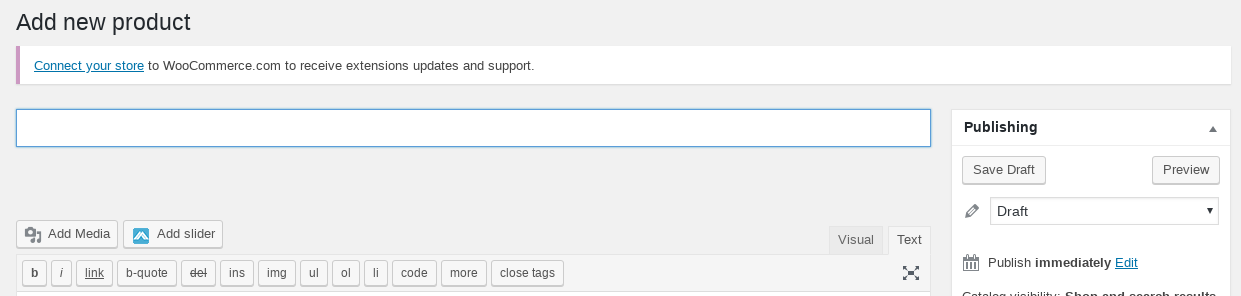 Add new product
Connect your store to WooCommerce.com to receive extensions updates and support.
Publishing
Save Draft
Preview
Draft
Add Media
Add slider
Visual
Text
b
i
link
b-quote
del
ins
img
ul
ol
li
code
more
close tags
Publish immediately Edit
Catalog visibility: Shop and search results